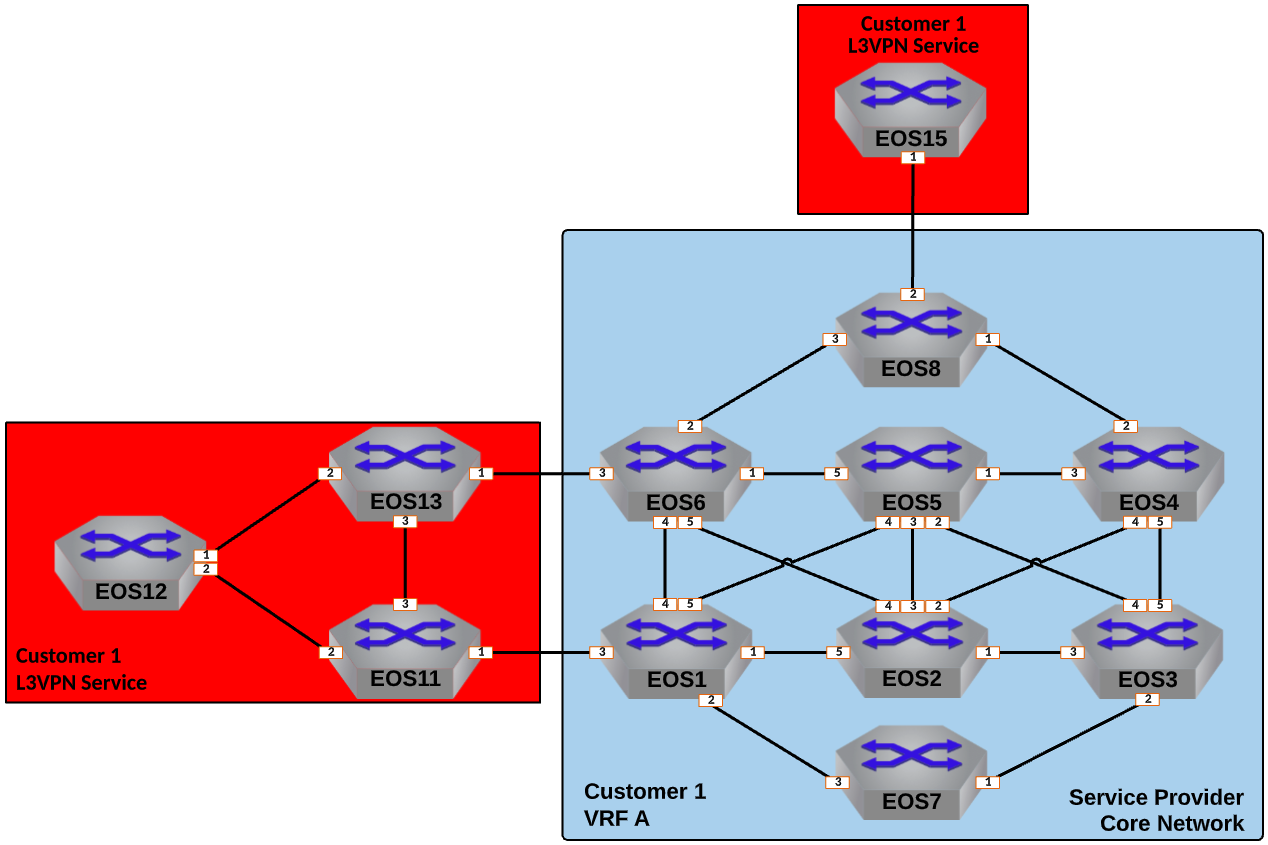 Customer 1
L3VPN Service
EOS15
1
2
3
1
EOS8
2
2
2
1
3
1
5
1
3
EOS13
EOS6
EOS5
EOS4
3
4 5
4 3 2
4 5
1
2
EOS12
3
4 5
4 3 2
4 5
2
1
3
1
5
1
3
Customer 1
L3VPN Service
EOS11
EOS1
EOS2
EOS3
2
2
3
1
EOS7
Customer 1
VRF A
Service Provider
Core Network